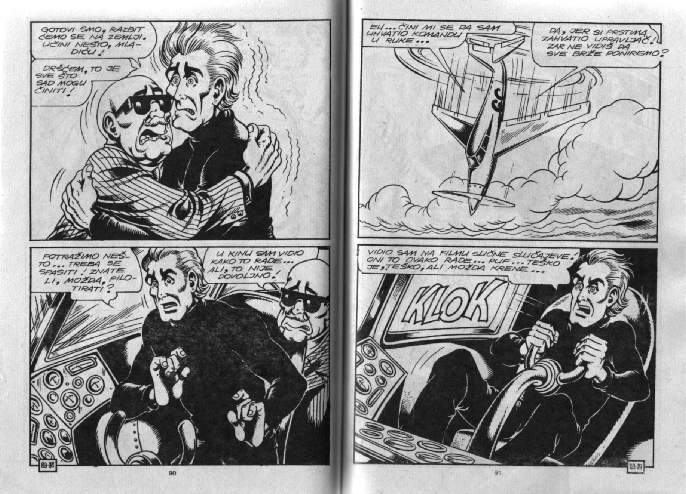 GOTOVI SMO, RAZBIT
ĆEMO SE NA ZEMLJI.
UČINI NEŠTO, MLA-
DIĆU!
DRŠĆEM, TO JE
SVE ŠTO
SAD MOGU
ČINITI!
POTRAŽIMO NEŠ-
TO... TREBA SE
SPASITI! ZNATE
LI, MOŽDA, PILO-
TIRATI?
U KINU SAM VIDIO
KAKO TO RADE...
ALI, TO NIJE
DOVOLJNO!
90
EU... ČINI MI SE DA SAM
UHVATIO KOMANDU
U RUKE...
DA, JER SI PRSTIMA
ZAHVATIO UPRAVLJAČ!
ZAR NE VIDIŠ DA
SVE BRŽE PONIREMO?
VIDIO SAM NA FILMU SLIČNE SLUČAJEVE.
ONI TO OVAKO RADE... PUF... TEŠKO
JE, TEŠKO, ALI MOŽDA KRENE...
KLOK
91